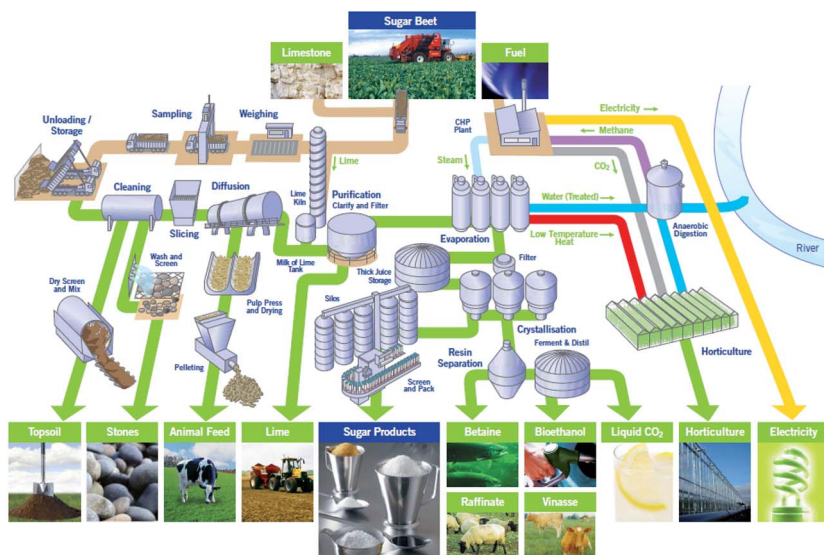 Sugar Beet
Limestone
Fuel
Unloading /
Storage
Sampling
Weighing
CHP
Plant
Electricity
Methane
CO₂
Steam
Lime
Cleaning
Diffusion
Slicing
Lime
Kiln
Purification
Clarify and Filter
Milk of Lime
Tank
Evaporation
Water (Treated)
Low Temperature
Heat
Anaerobic
Digestion
River
Wash and
Screen
Dry Screen
and Mix
Pulp Press
and Drying
Pelleting
Thick Juice
Storage
Filter
Silos
Crystallisation
Resin
Separation
Ferment & Distil
Screen
and Pack
Horticulture
Topsoil
Stones
Animal Feed
Lime
Sugar Products
Betaine
Bioethanol
Liquid CO₂
Horticulture
Electricity
Raffinate
Vinasse